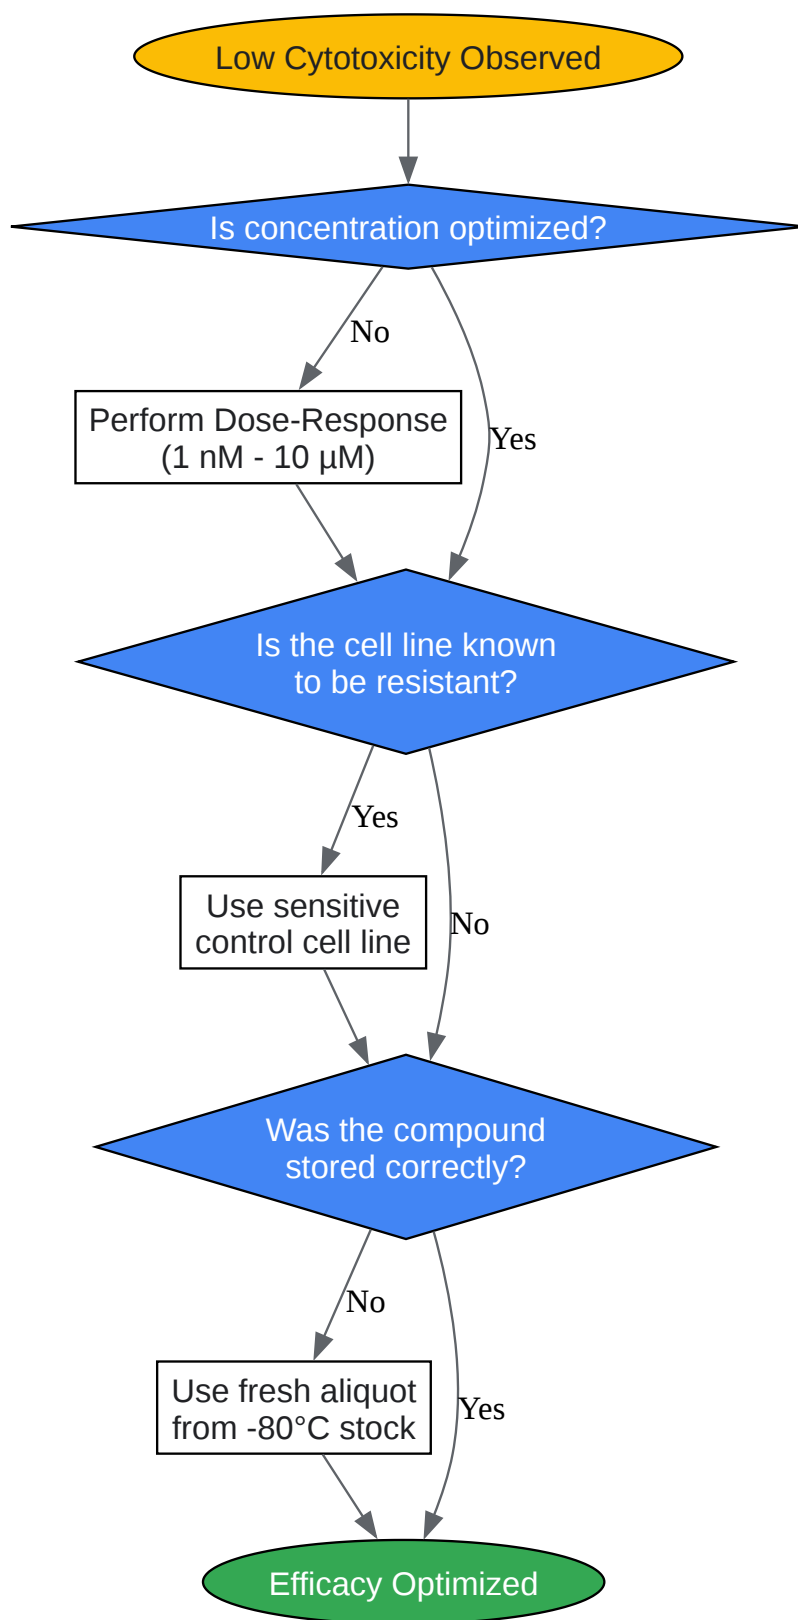 Low Cytotoxicity Observed
Is concentration optimized?
No
Perform Dose-Response
(1 nM - 10 µM)
Yes
Is the cell line known
to be resistant?
Yes
Use sensitive
control cell line
No
Was the compound
stored correctly?
No
Use fresh aliquot
from -80°C stock
Yes
Efficacy Optimized